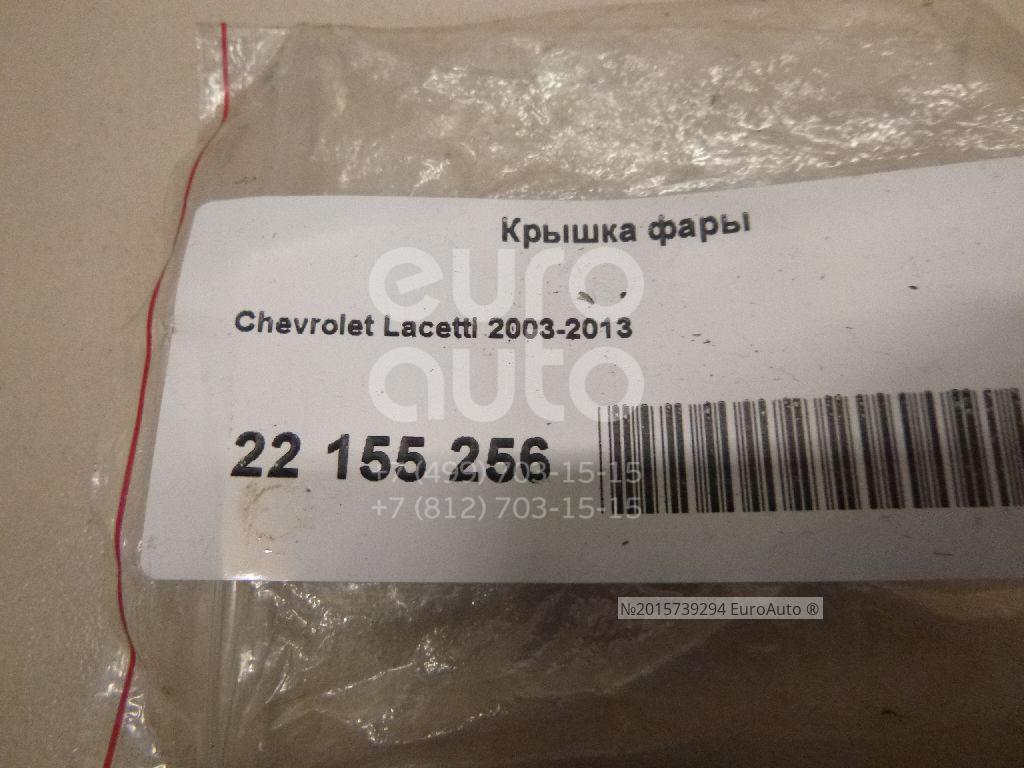 Крышка фары
euro
Chevrolet Lacetti 2003-2013
auto
22 155 256
+7 (499) 703-15-15
+7 (812) 703-15-15
№2015739294 EuroAuto ®